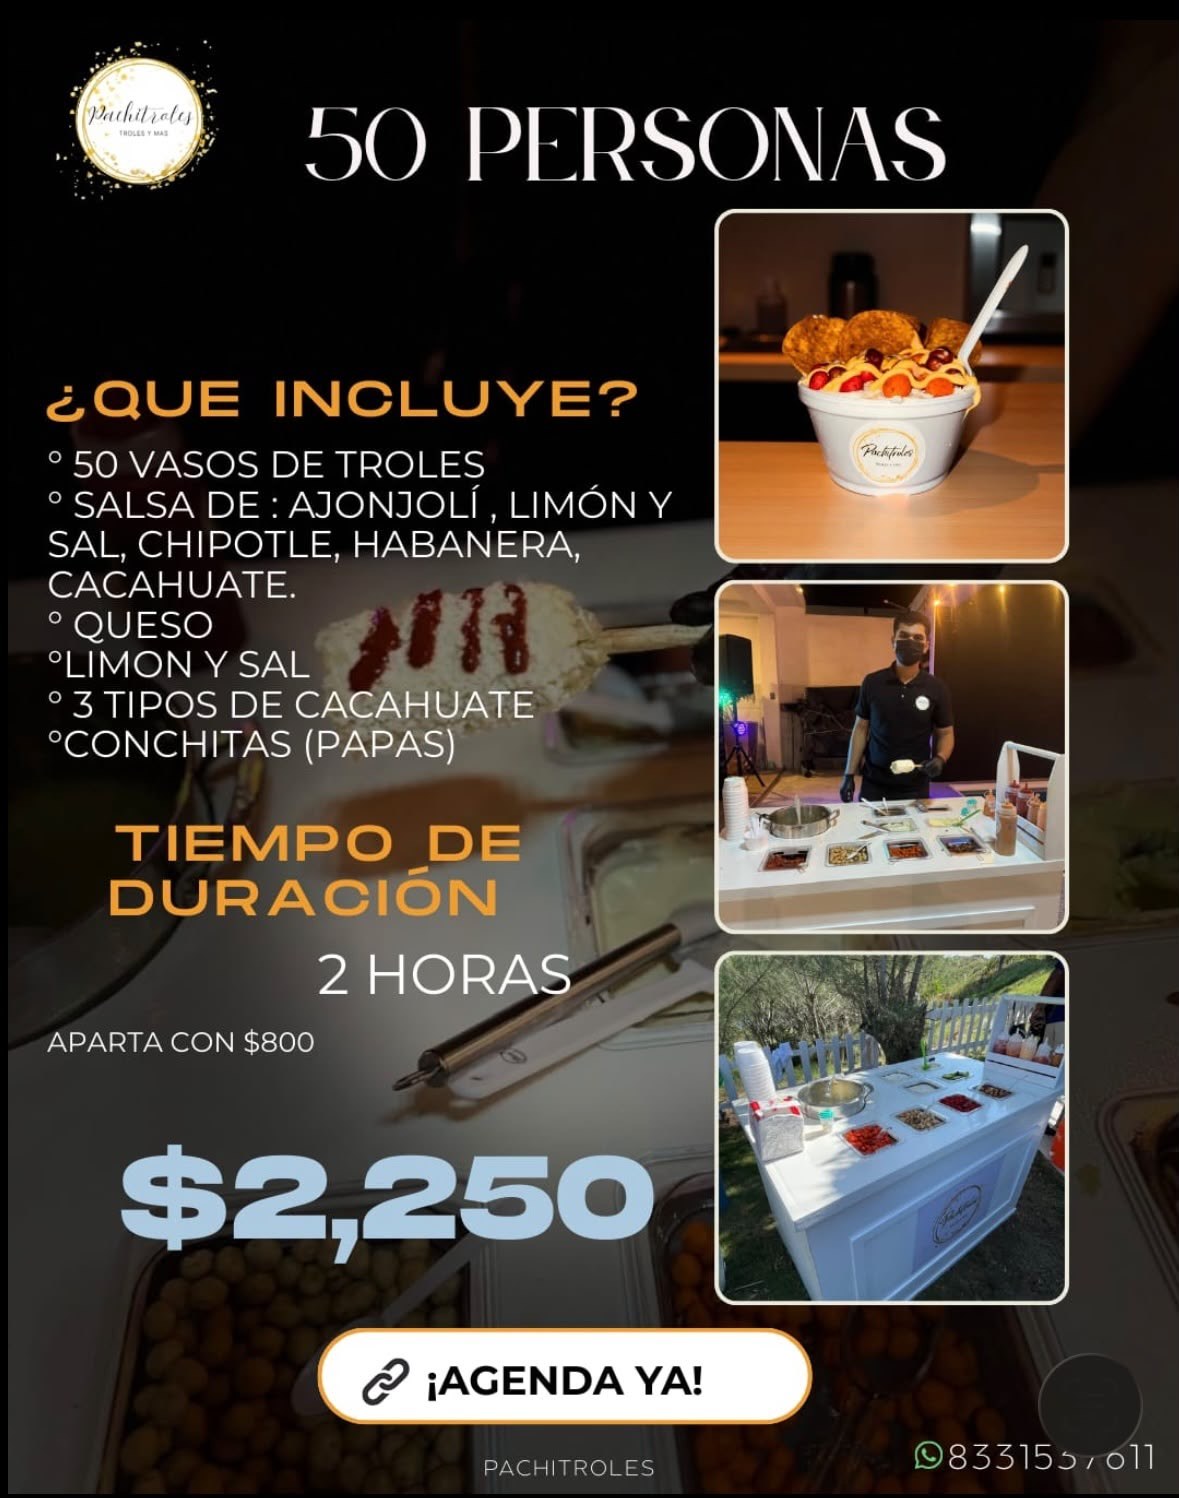 Pachitroles
TROLES Y MAS
50 PERSONAS
¿QUE INCLUYE?
° 50 VASOS DE TROLES
° SALSA DE : AJONJOLÍ , LIMÓN Y
SAL, CHIPOTLE, HABANERA,
CACAHUATE.
° QUESO
°LIMON Y SAL
° 3 TIPOS DE CACAHUATE
°CONCHITAS (PAPAS)
Pachitroles
TIEMPO DE
DURACIÓN
2 HORAS
APARTA CON $800
$2,250
¡AGENDA YA!
PACHITROLES